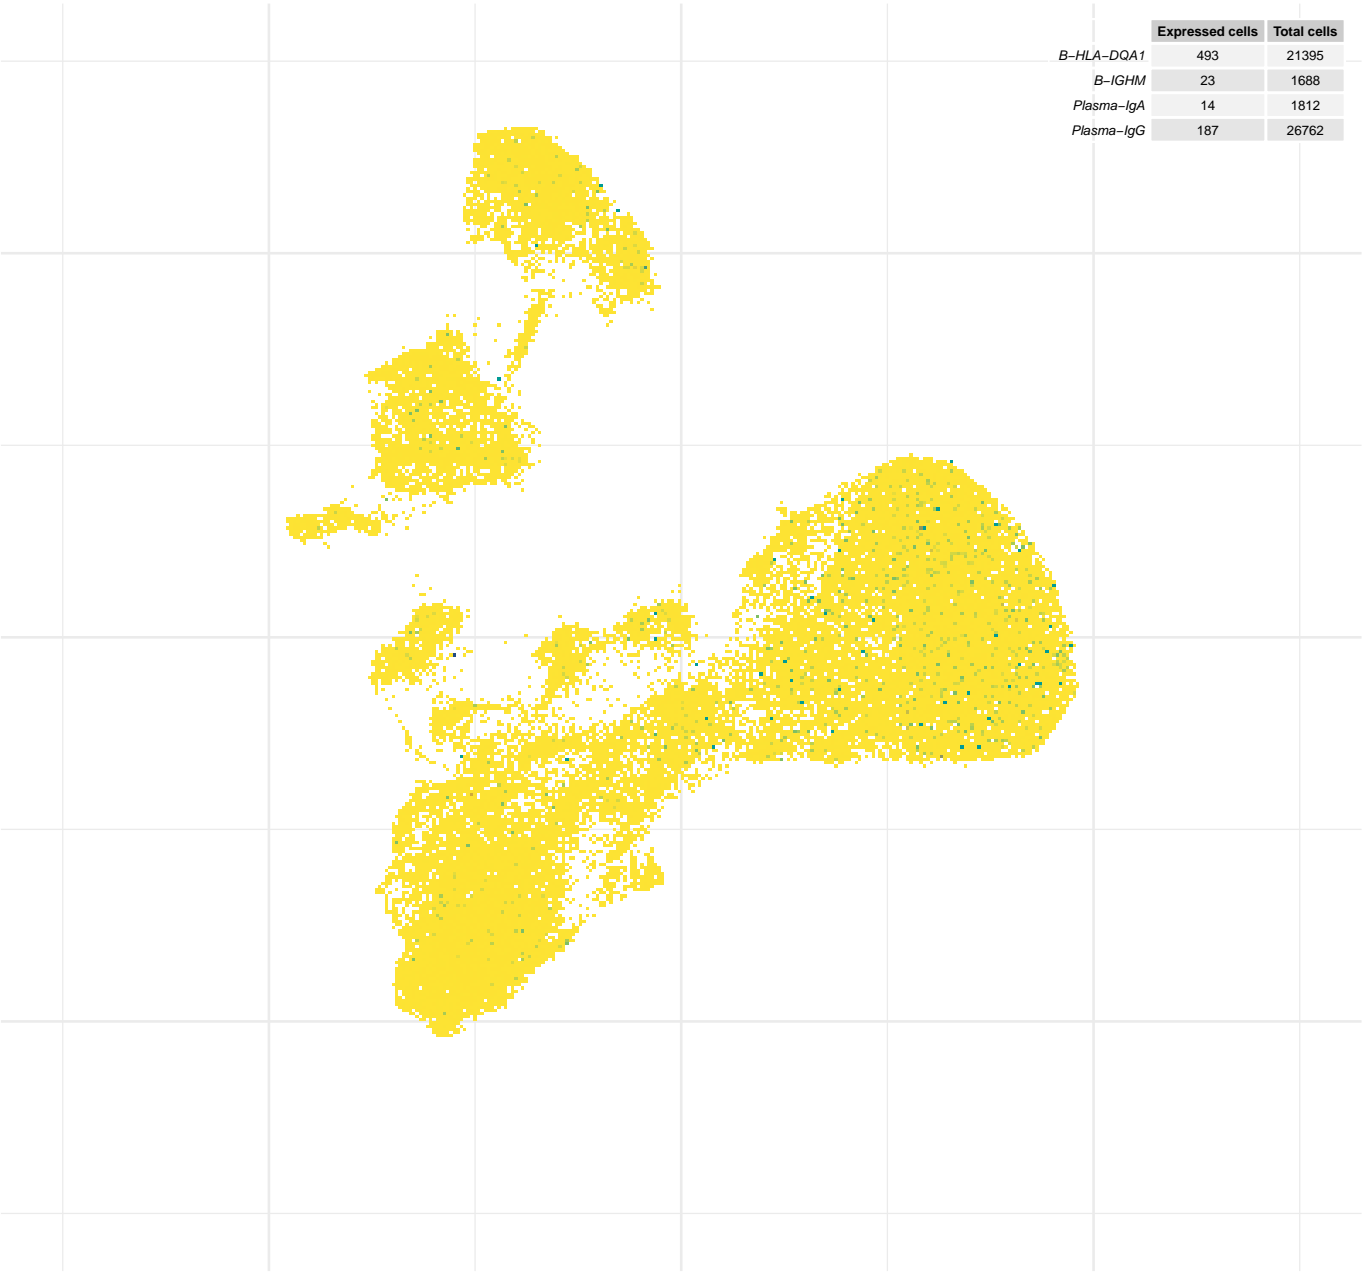 Expressed cells Total cells
B−HLA−DQA1 493 21395
B−IGHM 23 1688
Plasma−IgA 14 1812
Plasma−IgG 187 26762